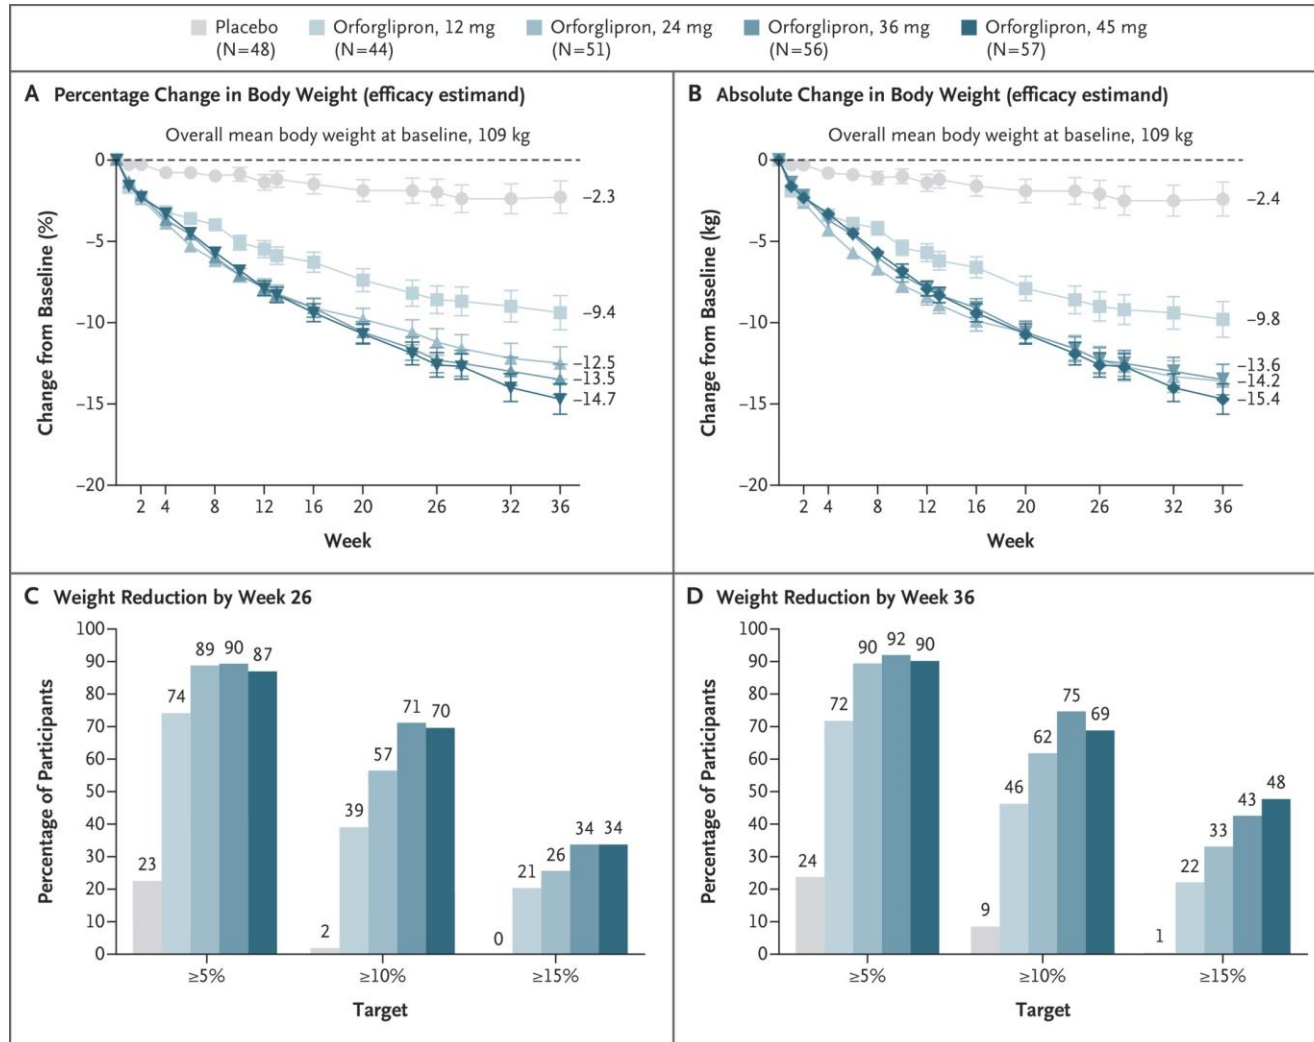 Placebo
(N=48)
Orforglipron, 12 mg
(N=44)
Orforglipron, 24 mg
(N=51)
Orforglipron, 36 mg
(N=56)
Orforglipron, 45 mg
(N=57)
A Percentage Change in Body Weight (efficacy estimand)
Overall mean body weight at baseline, 109 kg
Change from Baseline (%)
0
−5
−10
−15
−20
−2.3
−9.4
−12.5
−13.5
−14.7
2 4 8 12 16 20 26 32 36
Week
B Absolute Change in Body Weight (efficacy estimand)
Overall mean body weight at baseline, 109 kg
Change from Baseline (kg)
0
−5
−10
−15
−20
−2.4
−9.8
−13.6
−14.2
−15.4
2 4 8 12 16 20 26 32 36
Week
C Weight Reduction by Week 26
Percentage of Participants
100
90
80
70
60
50
40
30
20
10
0
23 74 89 90 87
2 39 57 71 70
0 21 26 34 34
≥5% ≥10% ≥15%
Target
D Weight Reduction by Week 36
Percentage of Participants
100
90
80
70
60
50
40
30
20
10
0
24 72 90 92 90
9 46 62 75 69
1 22 33 43 48
≥5% ≥10% ≥15%
Target